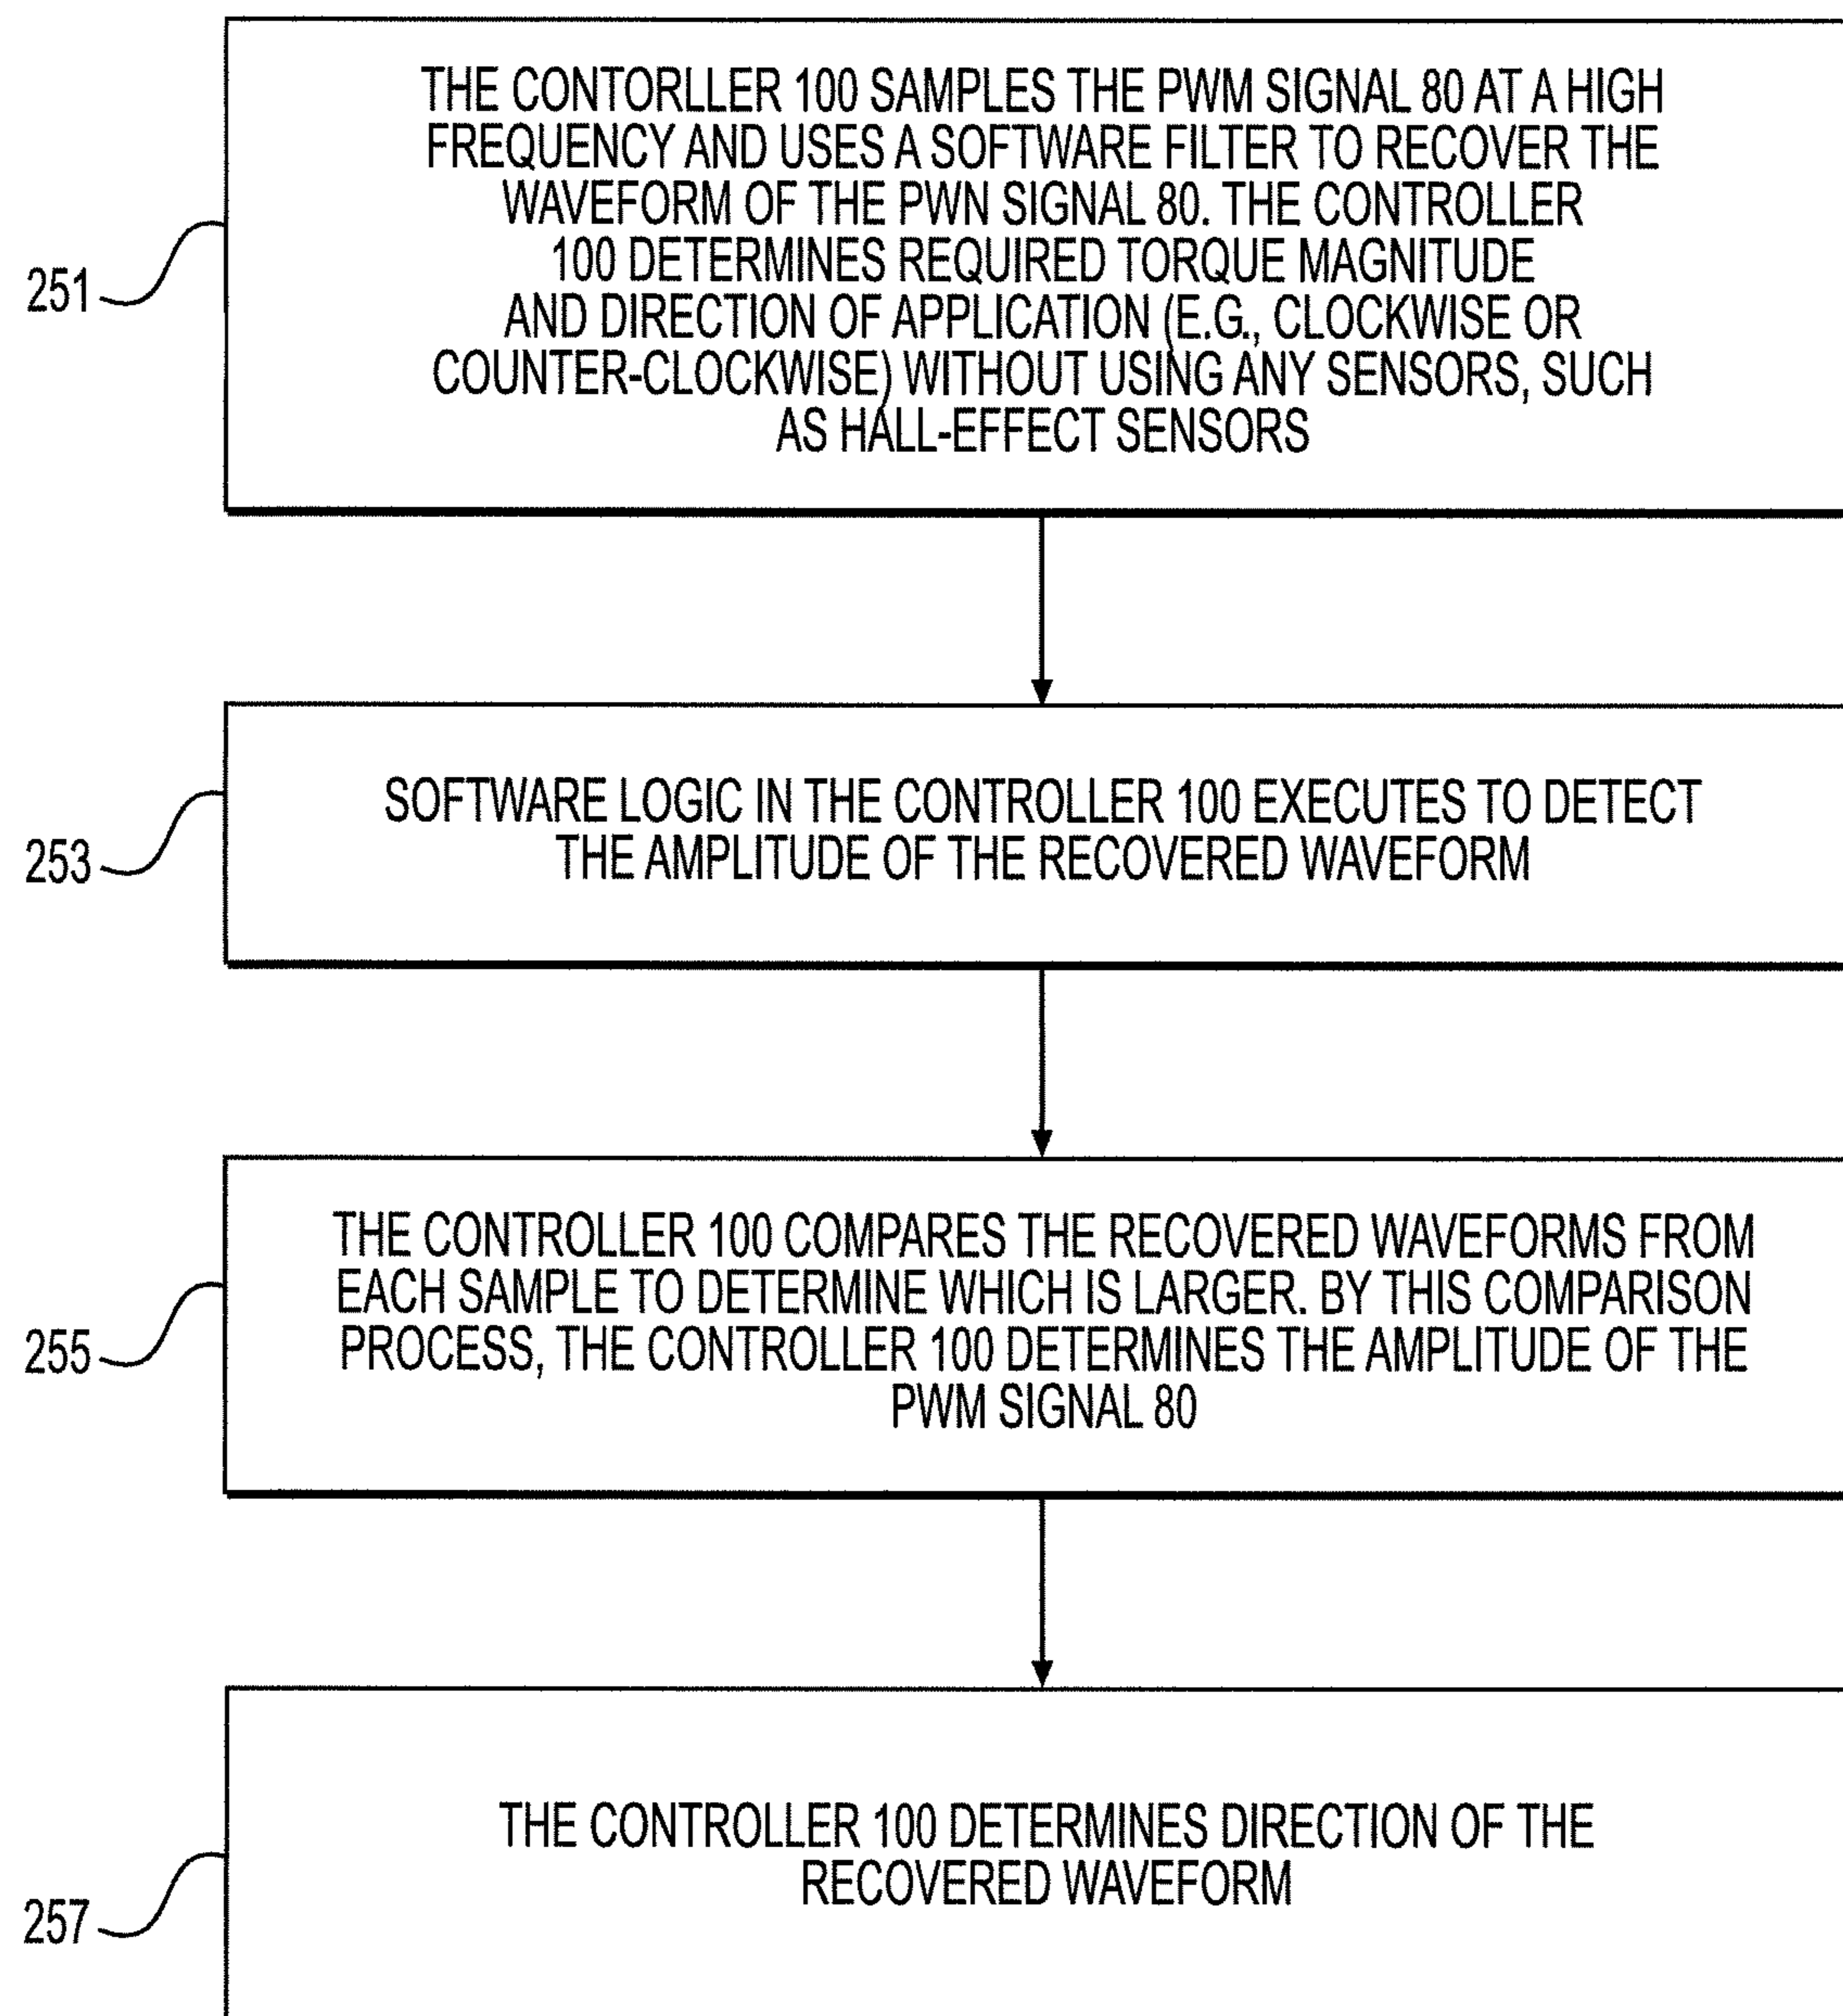 THE CONTORLLER 100 SAMPLES THE PWM SIGNAL 80 AT A HIGH
FREQUENCY AND USES A SOFTWARE FILTER TO RECOVER THE
WAVEFORM OF THE PWN SIGNAL 80. THE CONTROLLER
100 DETERMINES REQUIRED TORQUE MAGNITUDE
AND DIRECTION OF APPLICATION (E.G., CLOCKWISE OR
COUNTER-CLOCKWISE) WITHOUT USING ANY SENSORS, SUCH
AS HALL-EFFECT SENSORS
251
SOFTWARE LOGIC IN THE CONTROLLER 100 EXECUTES TO DETECT
THE AMPLITUDE OF THE RECOVERED WAVEFORM
253
THE CONTROLLER 100 COMPARES THE RECOVERED WAVEFORMS FROM
EACH SAMPLE TO DETERMINE WHICH IS LARGER. BY THIS COMPARISON
PROCESS, THE CONTROLLER 100 DETERMINES THE AMPLITUDE OF THE
PWM SIGNAL 80
255
THE CONTROLLER 100 DETERMINES DIRECTION OF THE
RECOVERED WAVEFORM
257